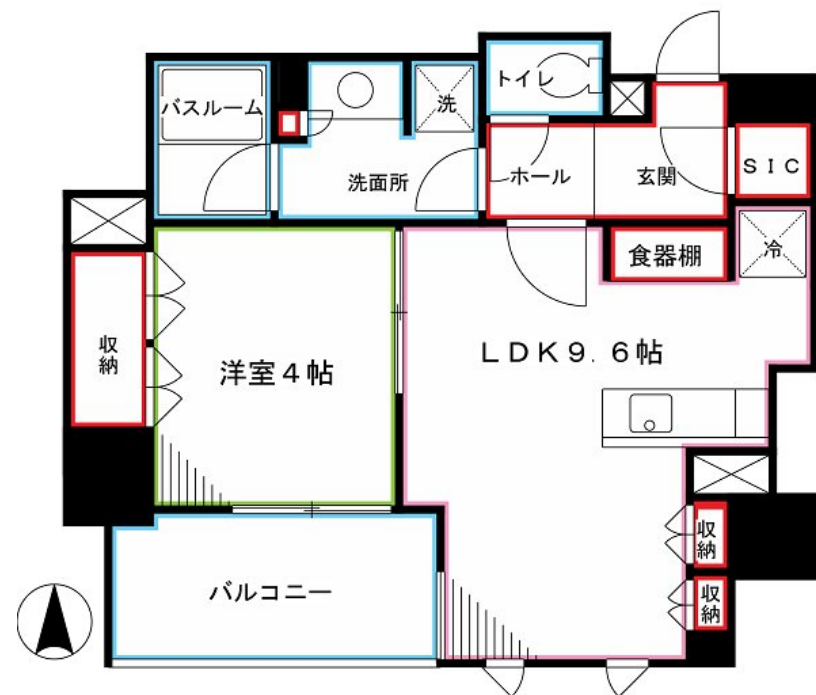 トイレ
バスルーム
洗
洗面所
ホール
玄関
ＳＩＣ
食器棚
冷
収納
洋室４帖
ＬＤＫ９．６帖
収納
収納
バルコニー